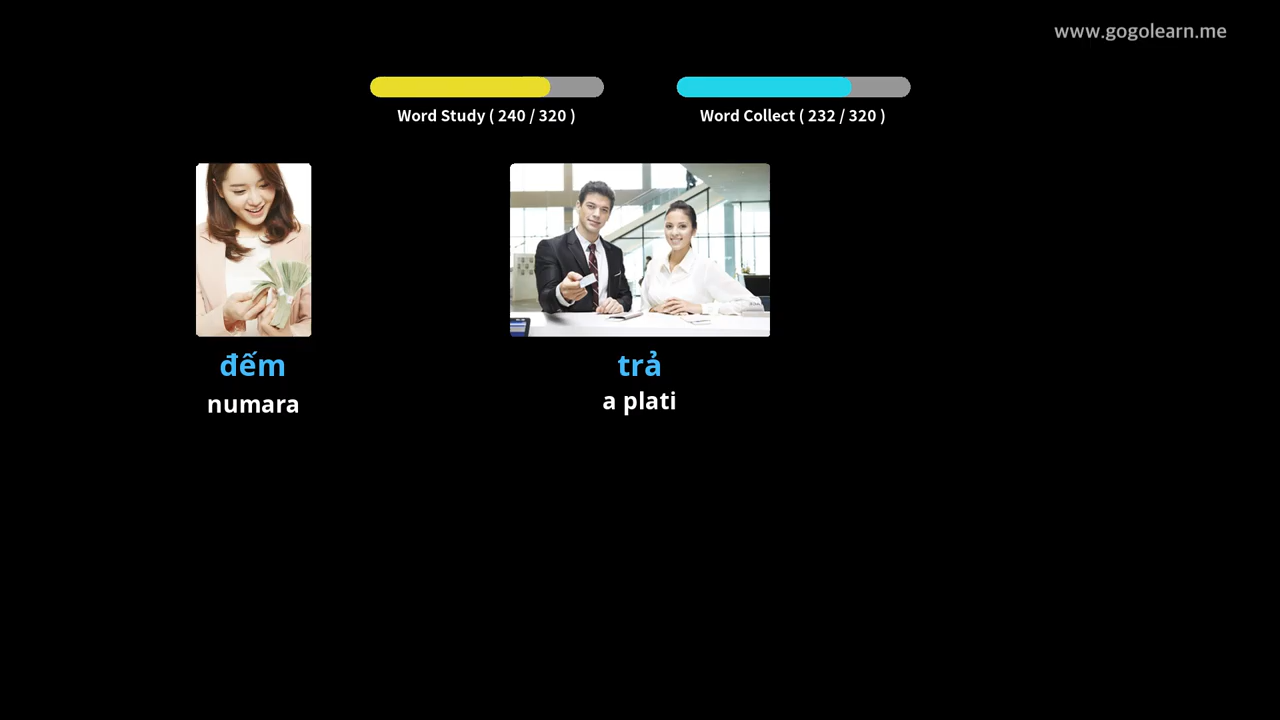 www.gogolearn.me
Word Study ( 240 / 320 )
Word Collect ( 232 / 320 )
đếm
numara
trả
a plati